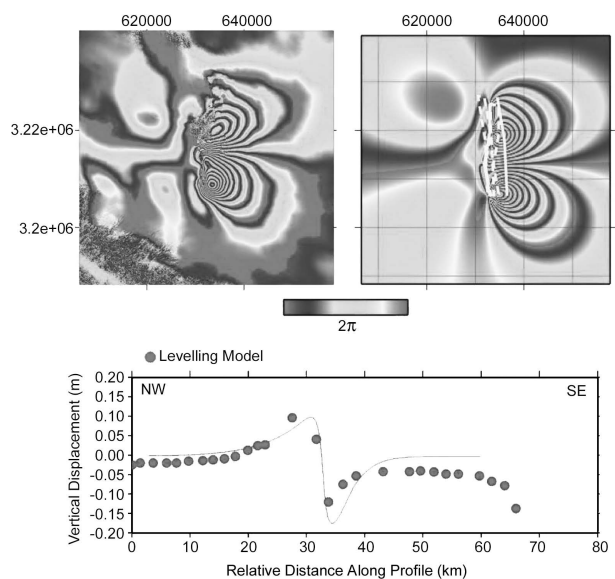 620000 640000 620000 640000
3.22e+06
3.2e+06
2π
Levelling Model
0.20
0.15
0.10
0.05
0.00
-0.05
-0.10
-0.15
-0.20
Vertical Displacement (m)
NW SE
0 10 20 30 40 50 60 70 80
Relative Distance Along Profile (km)